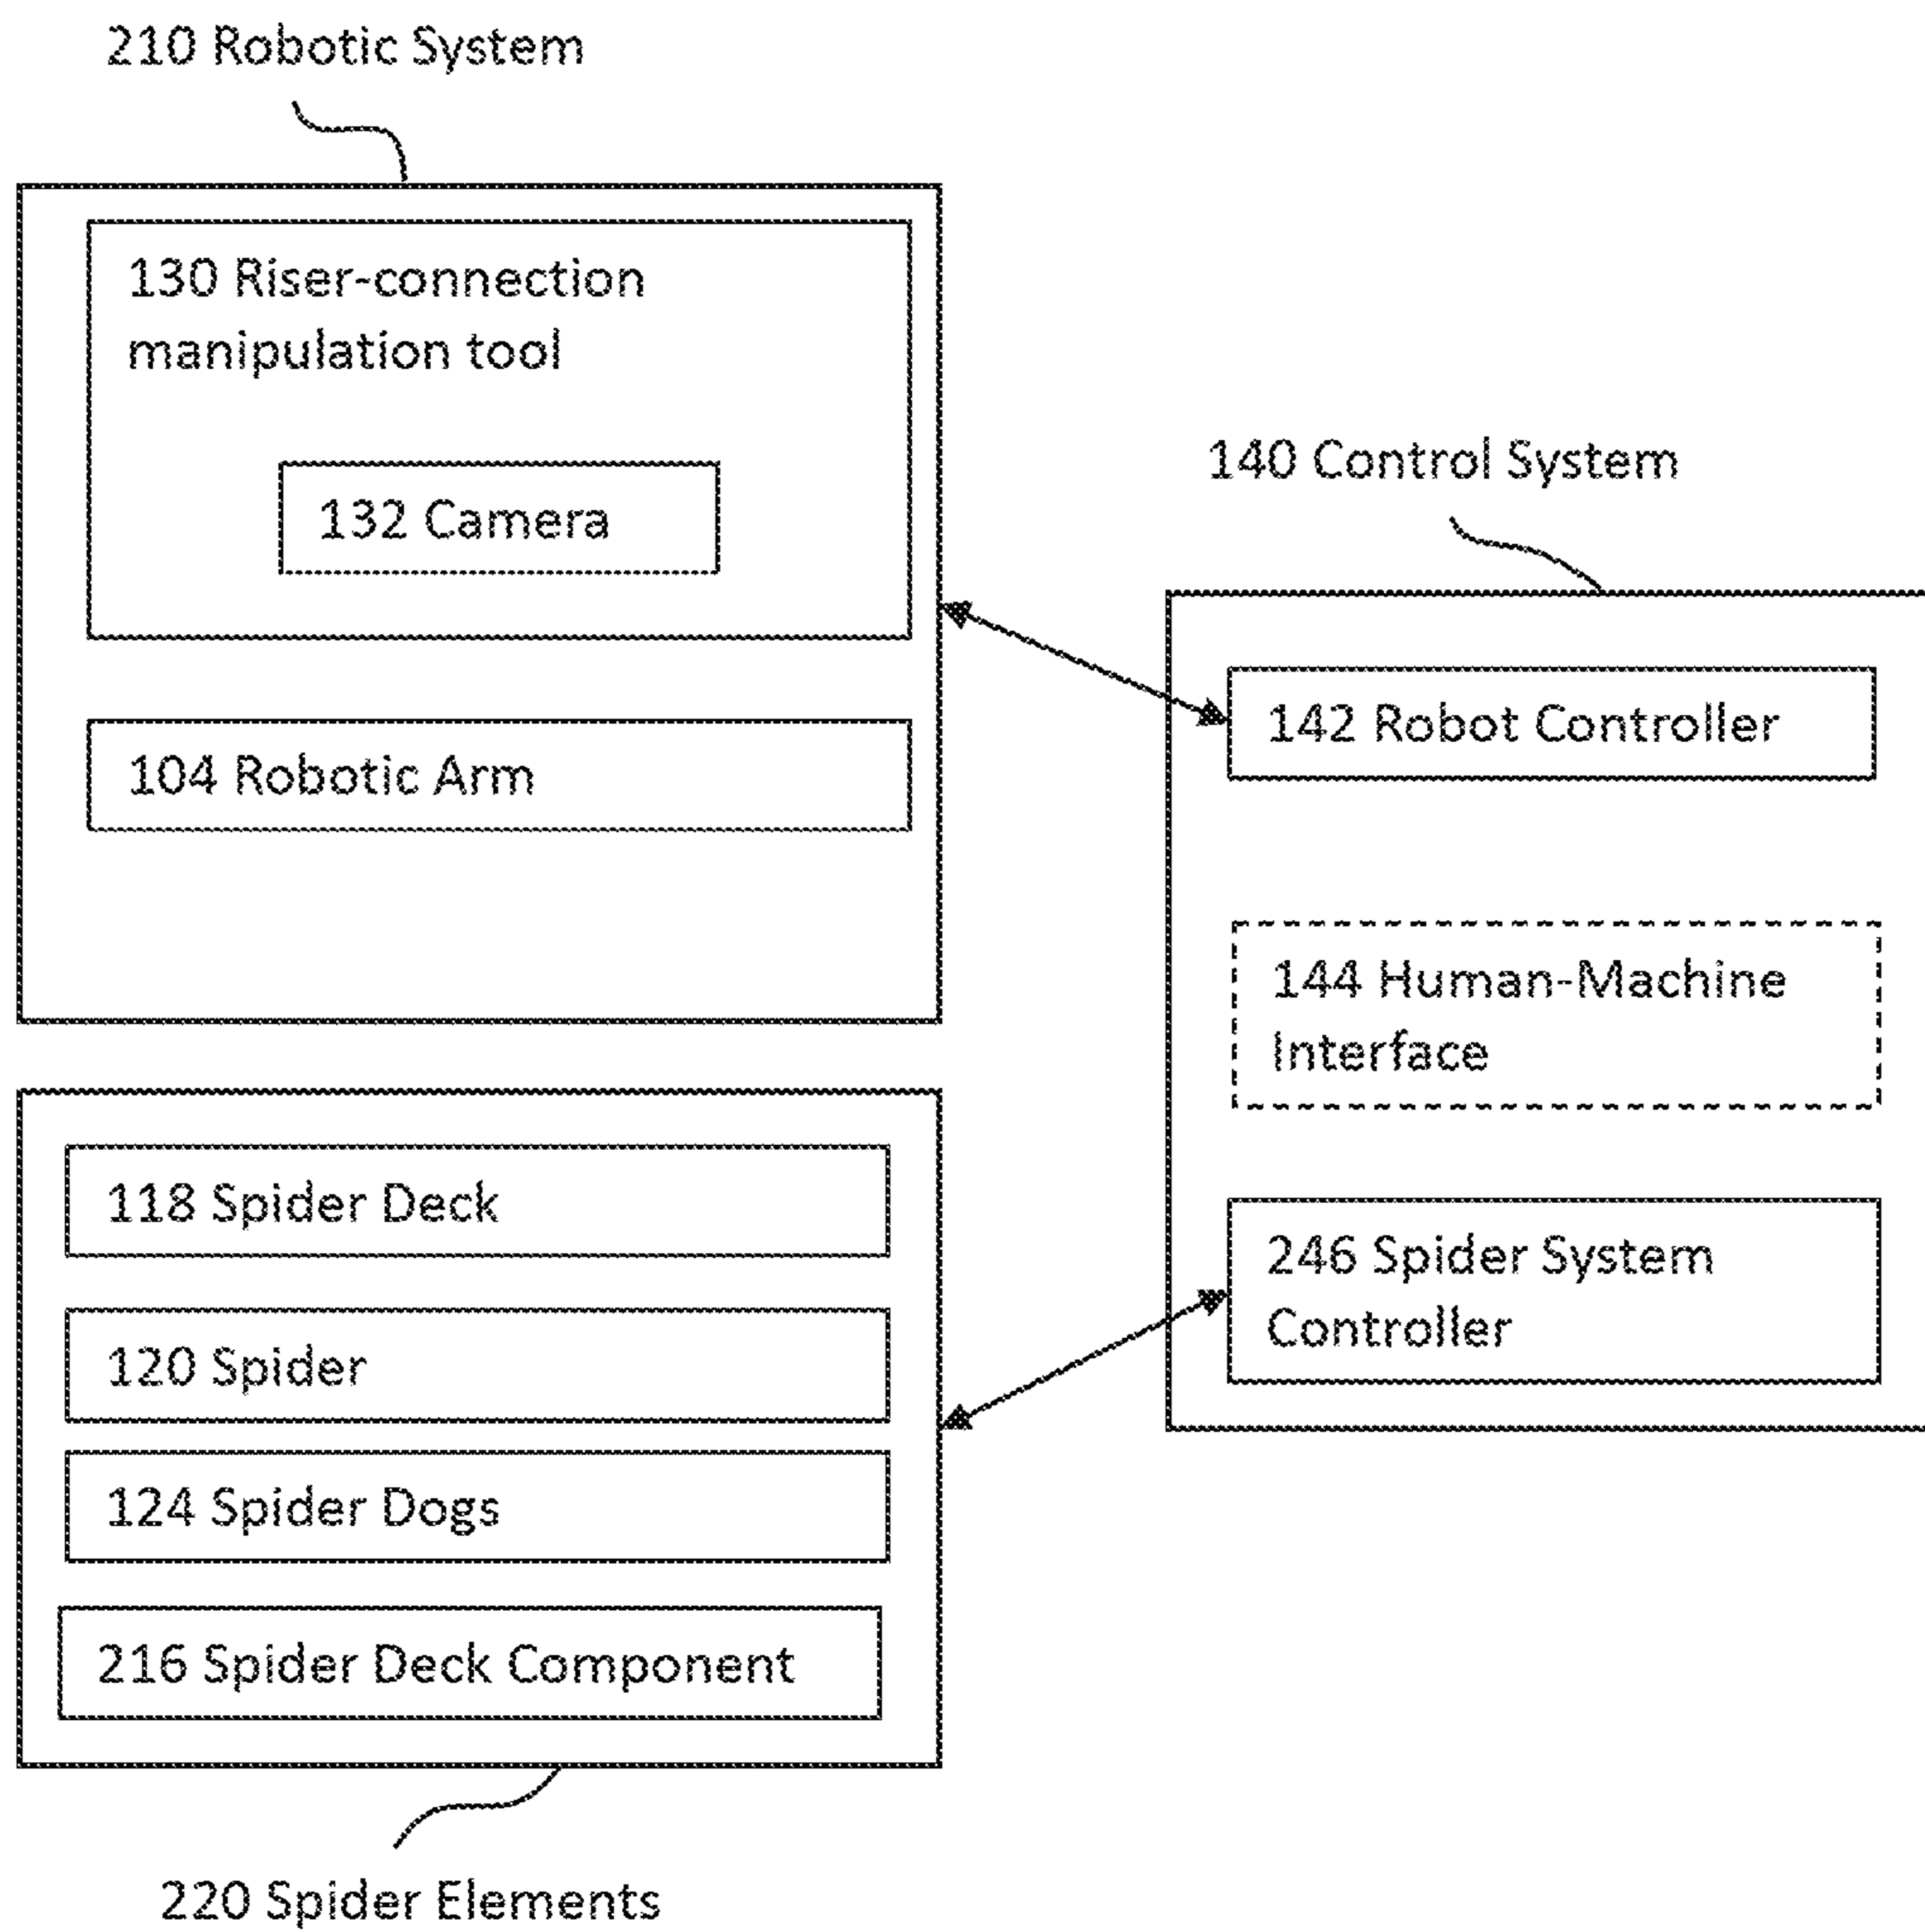 210 Robotic System
130 Riser-connection
manipulation tool
132 Camera
104 Robotic Arm
140 Control System
142 Robot Controller
144 Human-Machine
Interface
246 Spider System
Controller
118 Spider Deck
120 Spider
124 Spider Dogs
216 Spider Deck Component
220 Spider Elements